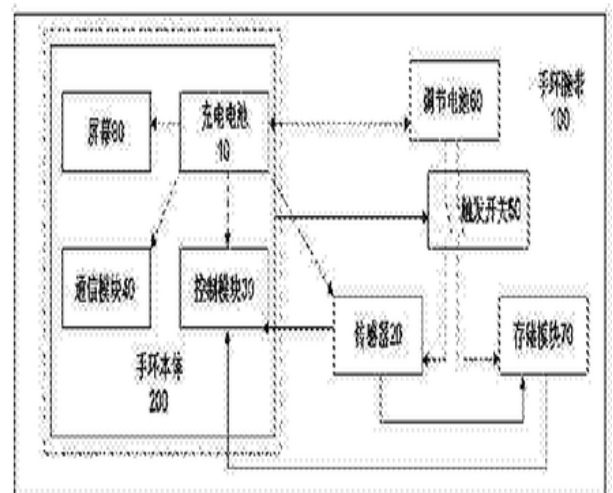 屏幕80
充电电池
10
调节电池60
手环腕带
100
触发开关50
通信模块40
控制模块30
传感器20
存储模块70
手环本体
200